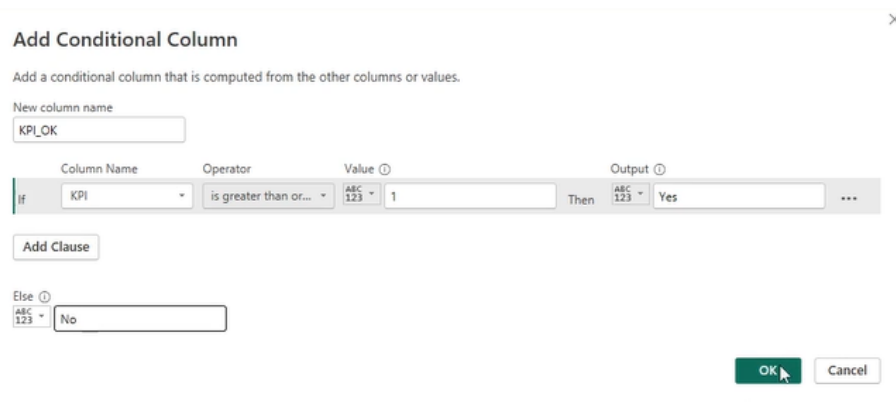 Add Conditional Column
Add a conditional column that is computed from the other columns or values.
New column name
KPI_OK
Column Name Operator Value Output
If KPI is greater than or... ABC 123 1 Then ABC 123 Yes ...
Add Clause
Else
ABC 123 No
OK Cancel